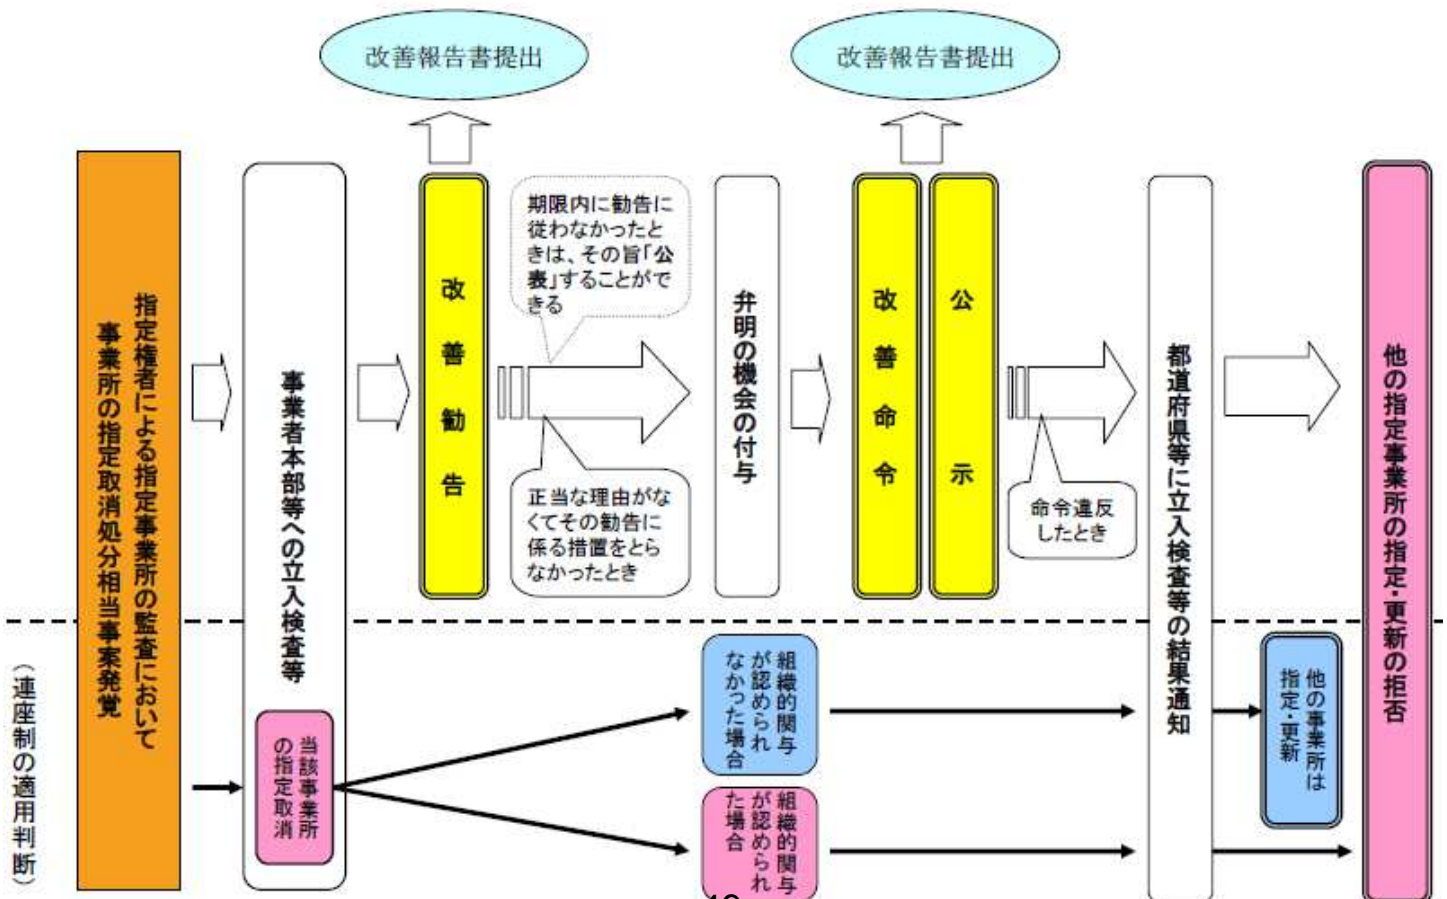 改善報告書提出
改善報告書提出
指定権者による指定事業所の監査において
事業所の指定取消処分相当事案発覚
事業者本部等への立入検査等
改善勧告
期限内に勧告に
従わなかったと
きは、その旨「公
表」することがで
きる
正当な理由がな
くてその勧告に
係る措置をとら
なかったとき
弁明の機会の付与
改善命令
公示
命令違反
したとき
都道府県等に立入検査等の結果通知
他の指定事業所の指定・更新の拒否
（連座制の適用判断）
当該事業所
の指定取消
組織的関与
が認められ
なかった場合
組織的関与
が認められ
た場合
他の事業所は
指定・更新